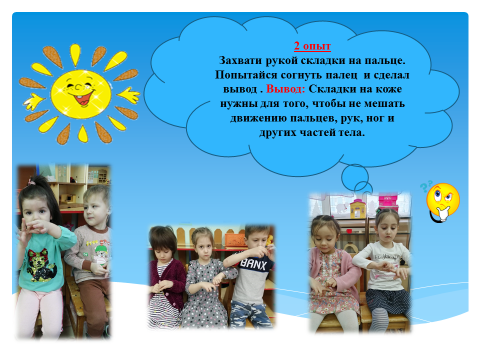 2 опыт
Захвати рукой складки на пальце.
Попытайся согнуть палец и сделал
вывод . Вывод: Складки на коже
нужны для того, чтобы не мешать
движению пальцев, рук, ног и
других частей тела.
BANX